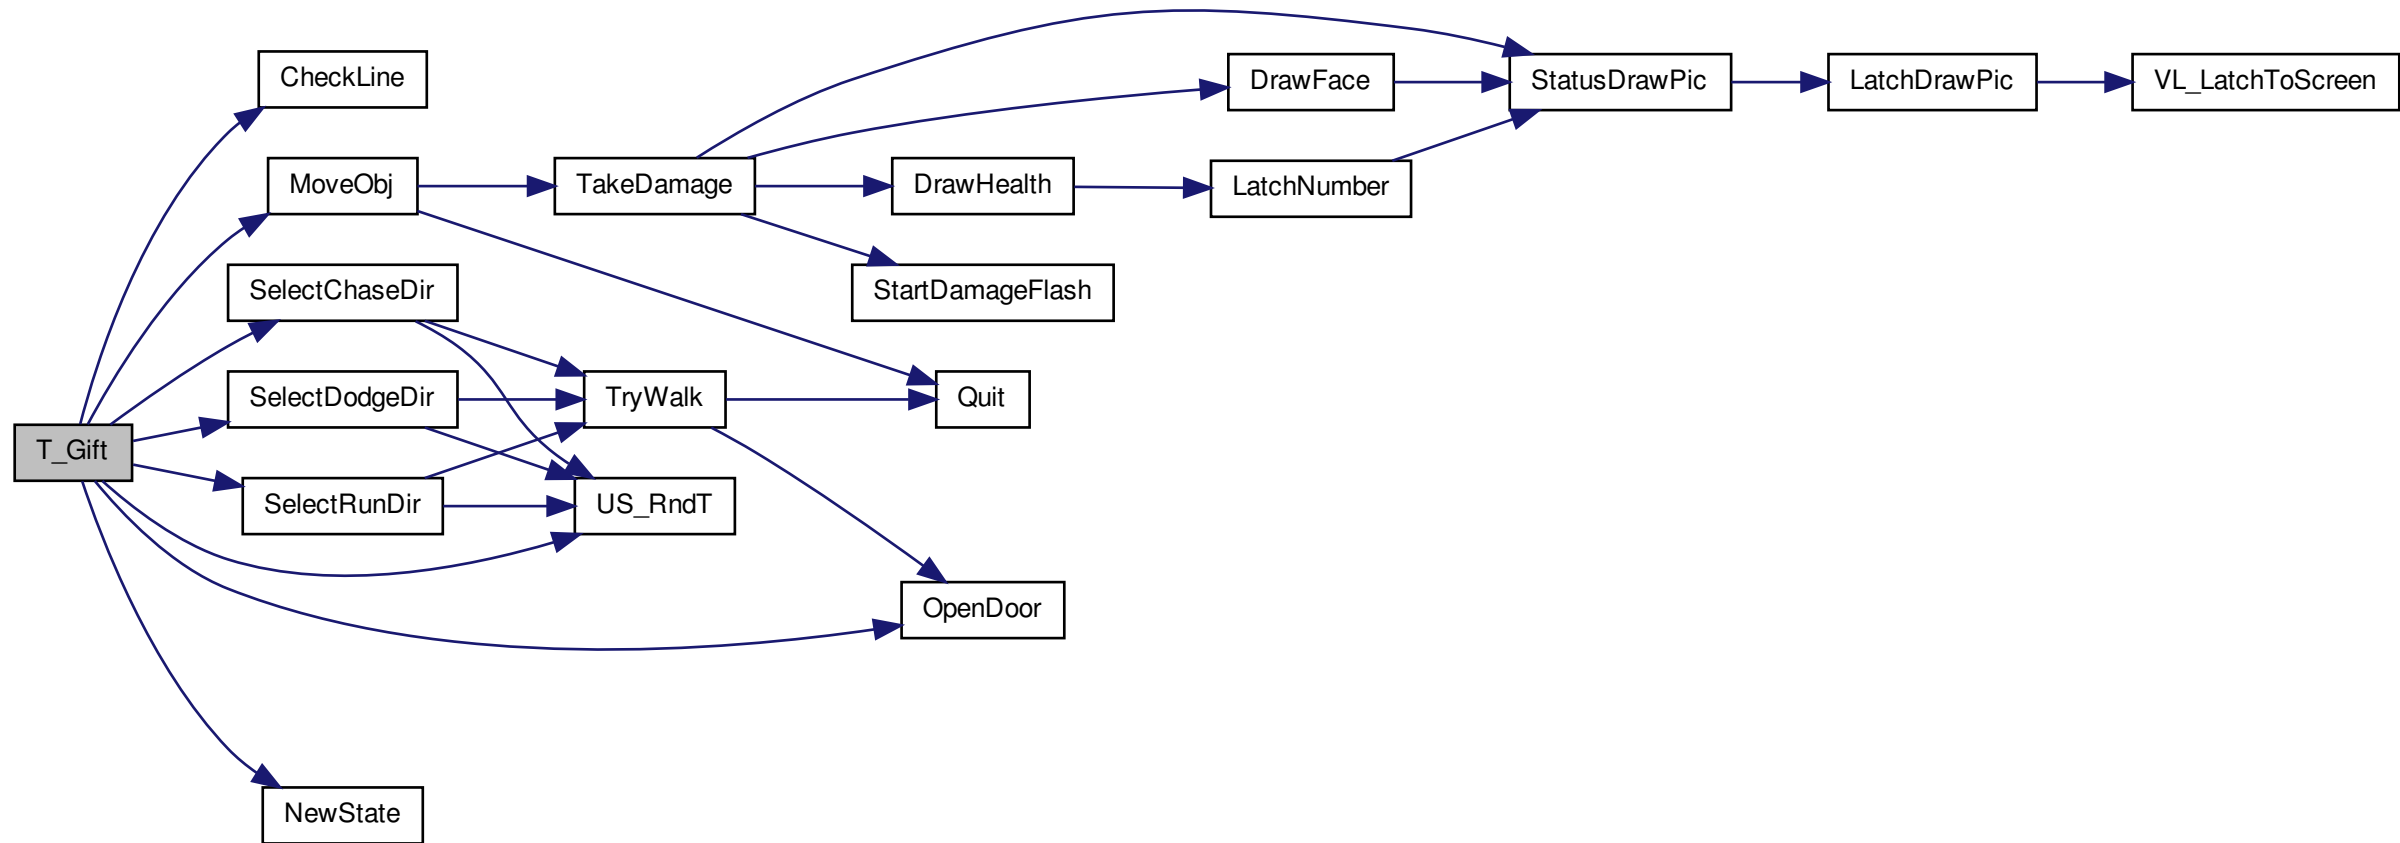 CheckLine
DrawFace
StatusDrawPic
LatchDrawPic
VL_LatchToScreen
MoveObj
TakeDamage
DrawHealth
LatchNumber
SelectChaseDir
StartDamageFlash
SelectDodgeDir
TryWalk
Quit
T_Gift
SelectRunDir
US_RndT
OpenDoor
NewState